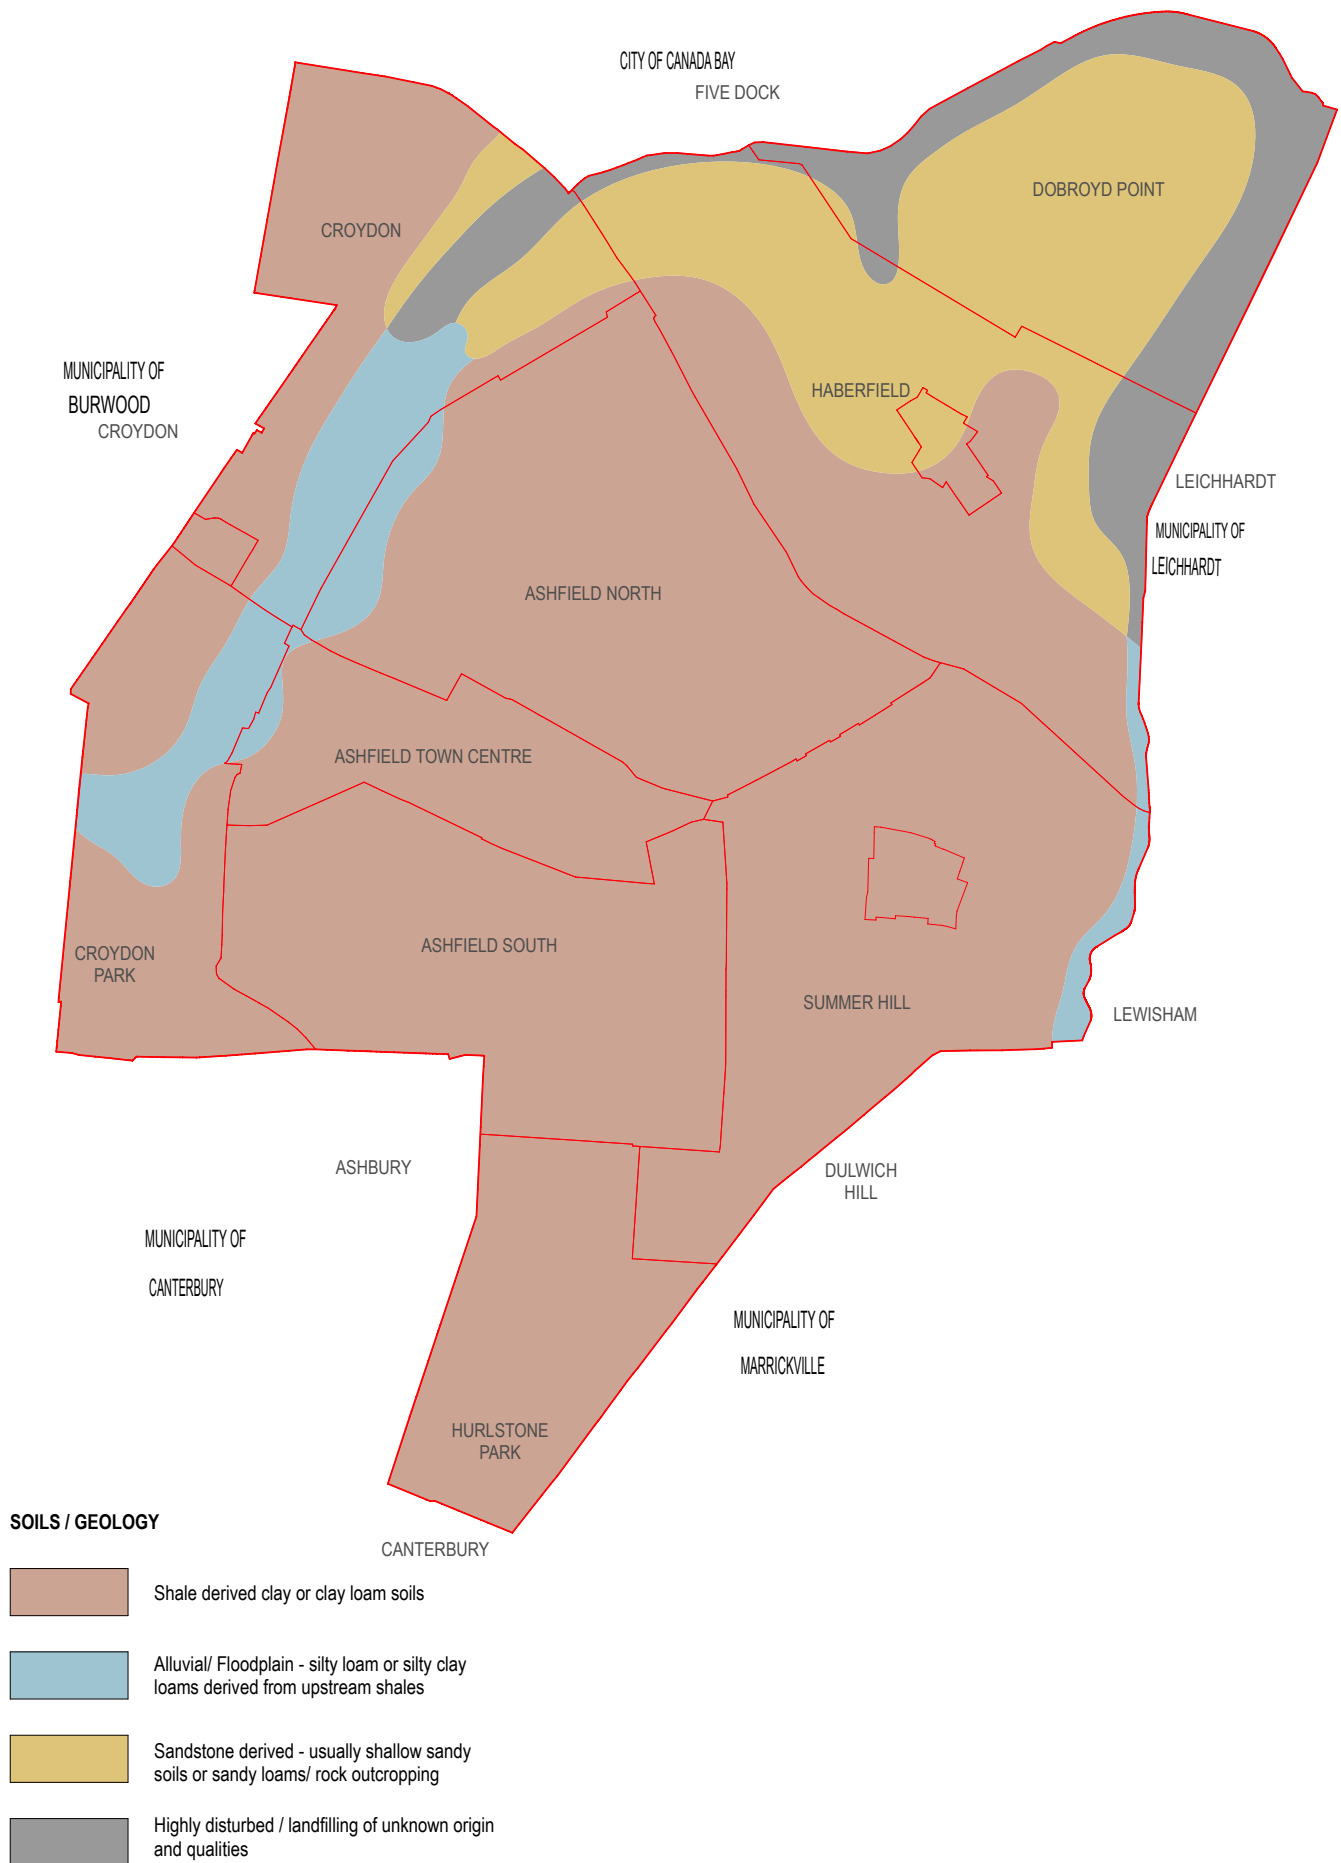 CITY OF CANADA BAY
FIVE DOCK
DOBROYD POINT
CROYDON
MUNICIPALITY OF
BURWOOD
CROYDON
HABERFIELD
LEICHHARDT
MUNICIPALITY OF
LEICHHARDT
ASHFIELD NORTH
ASHFIELD TOWN CENTRE
ASHFIELD SOUTH
CROYDON
PARK
SUMMER HILL
LEWISHAM
ASHBURY
DULWICH
HILL
MUNICIPALITY OF
CANTERBURY
MUNICIPALITY OF
MARRICKVILLE
HURLSTONE
PARK
CANTERBURY
SOILS / GEOLOGY
Shale derived clay or clay loam soils
Alluvial/ Floodplain - silty loam or silty clay
loams derived from upstream shales
Sandstone derived - usually shallow sandy
soils or sandy loams/ rock outcropping
Highly disturbed / landfilling of unknown origin
and qualities